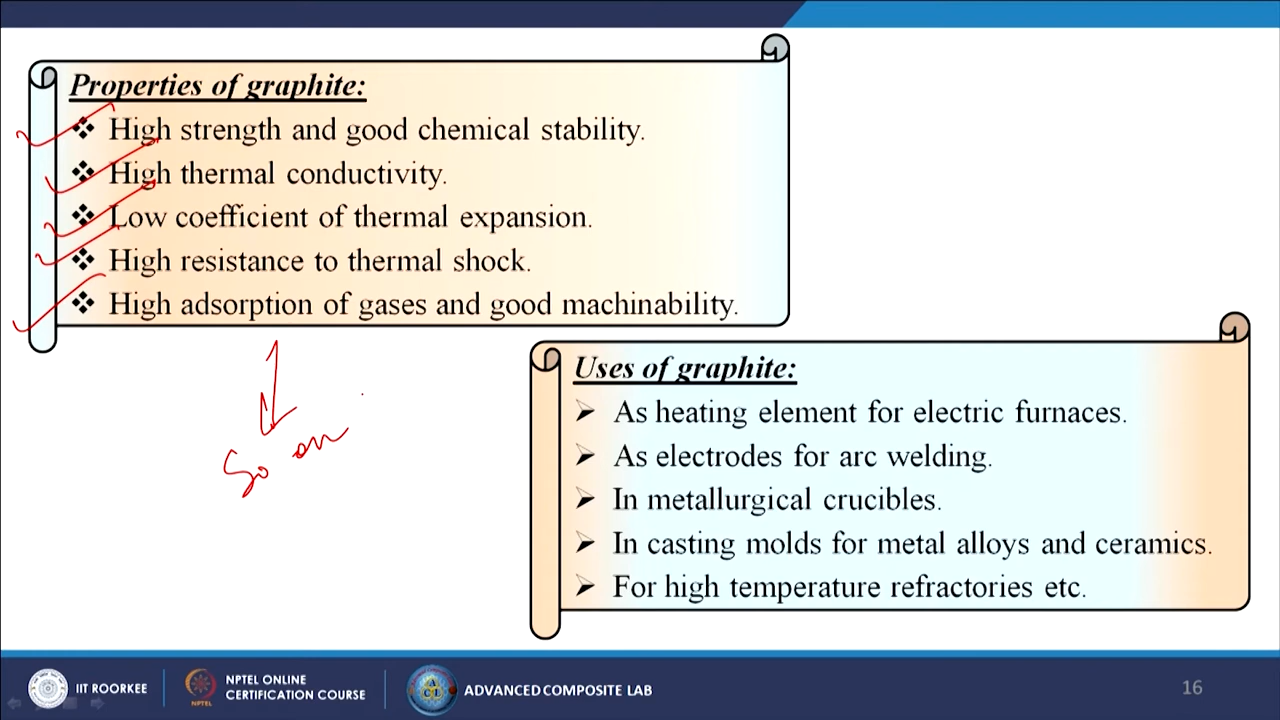 Properties of graphite:
❖ High strength and good chemical stability.
❖ High thermal conductivity.
❖ Low coefficient of thermal expansion.
❖ High resistance to thermal shock.
❖ High adsorption of gases and good machinability.
So on
Uses of graphite:
➢ As heating element for electric furnaces.
➢ As electrodes for arc welding.
➢ In metallurgical crucibles.
➢ In casting molds for metal alloys and ceramics.
➢ For high temperature refractories etc.
IIT ROORKEE
NPTEL ONLINE
CERTIFICATION COURSE
NPTEL
ADVANCED COMPOSITE LAB
16